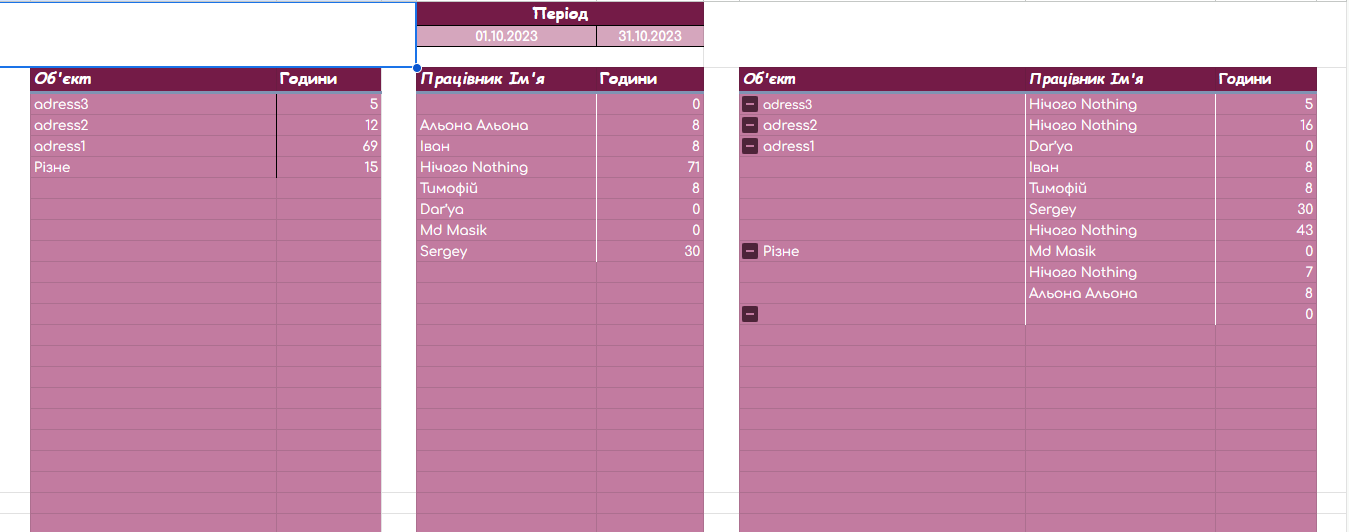 Період
01.10.2023 31.10.2023
Об'єкт Години
adress3 5
adress2 12
adress1 69
Різне 15
Працівник Ім'я Години
0
Альона Альона 8
Іван 8
Нічого Nothing 71
Тимофій 8
Dar'ya 0
Md Masik 0
Sergey 30
Об'єкт Працівник Ім'я Години
adress3 Нічого Nothing 5
adress2 Нічого Nothing 16
adress1 Dar'ya 0
Іван 8
Тимофій 8
Sergey 30
Нічого Nothing 43
Різне Md Masik 0
Нічого Nothing 7
Альона Альона 8
0